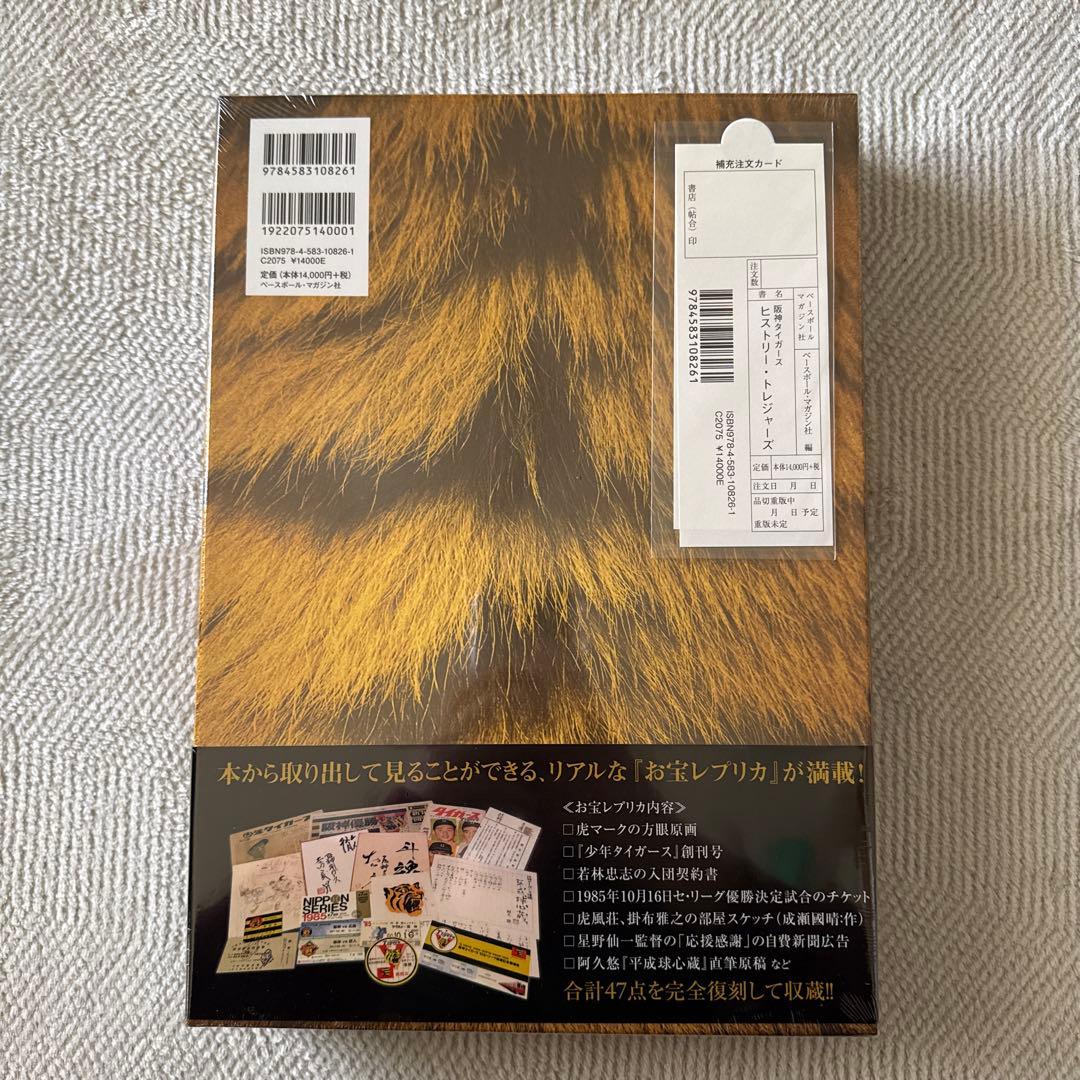 9784583108261
1922075140001
ISBN978-4-583-10826-1
C2075 ¥14000E
定価（本体14,000円+税）
ベースボール・マガジン社
補充注文カード
書店（帖合）印
注文数
ベースボール
マガジン社
ベースボール・マガジン社 編
書名
阪神タイガース
ヒストリー・トレジャーズ
9784583108261
ISBN978-4-583-10826-1
C2075 ¥14000E
定価 本体14,000円+税
注文日 月 日
品切重版中
月 日 予定
重版未定
本から取り出して見ることができる、リアルな『お宝レプリカ』が満載！
≪お宝レプリカ内容≫
□虎マークの方眼原画
□『少年タイガース』創刊号
□若林忠志の入団契約書
□1985年10月16日セ・リーグ優勝決定試合のチケット
□虎風荘、掛布雅之の部屋スケッチ（成瀬國晴:作）
□星野仙一監督の「応援感謝」の自費新聞広告
□阿久悠『平成球心蔵』直筆原稿 など
合計47点を完全復刻して収蔵!!
タイガース
NIPPON
SERIES
1985